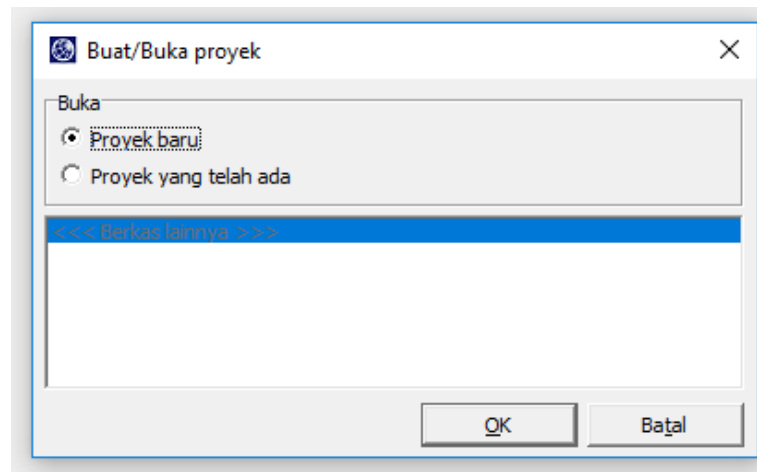 Buat/Buka proyek
Buka
Proyek baru
Proyek yang telah ada
<<< Berkas lainnya >>>
OK
Batal